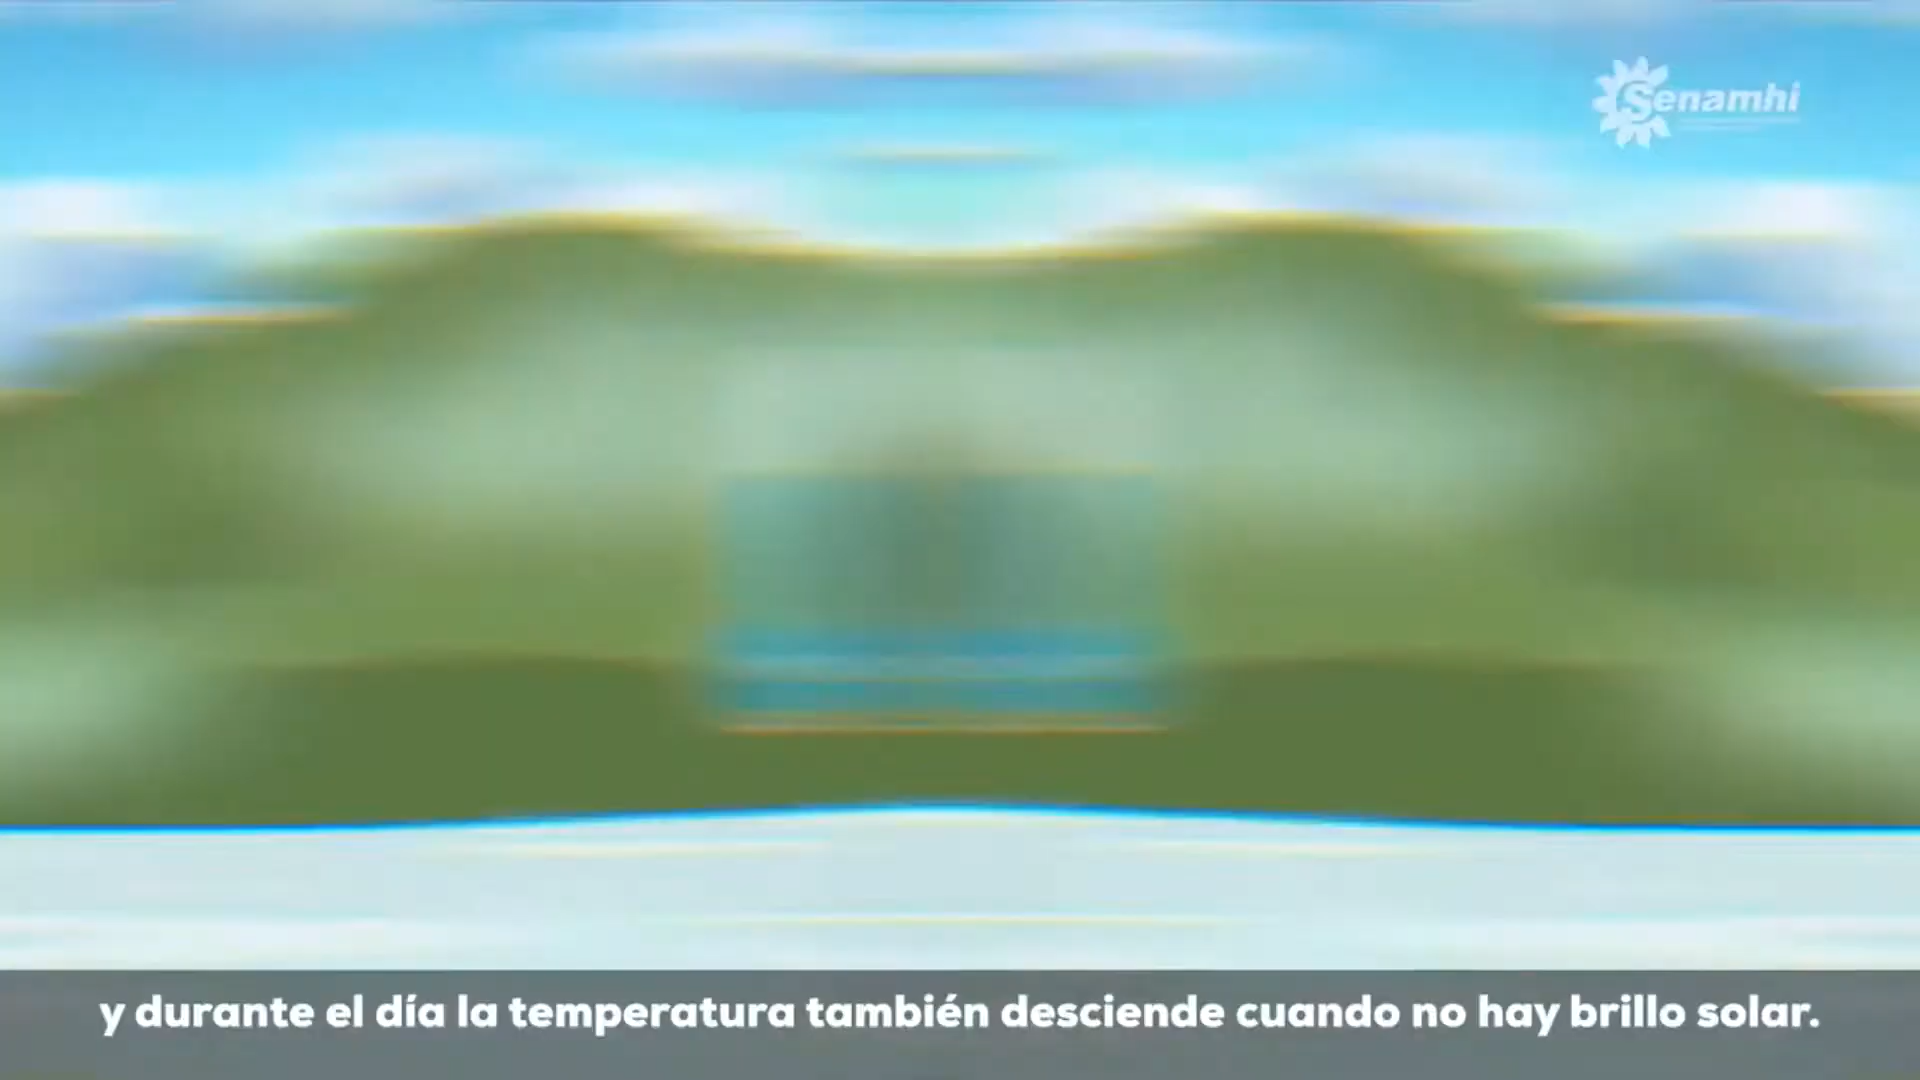 Senamhi
y durante el día la temperatura también desciende cuando no hay brillo solar.